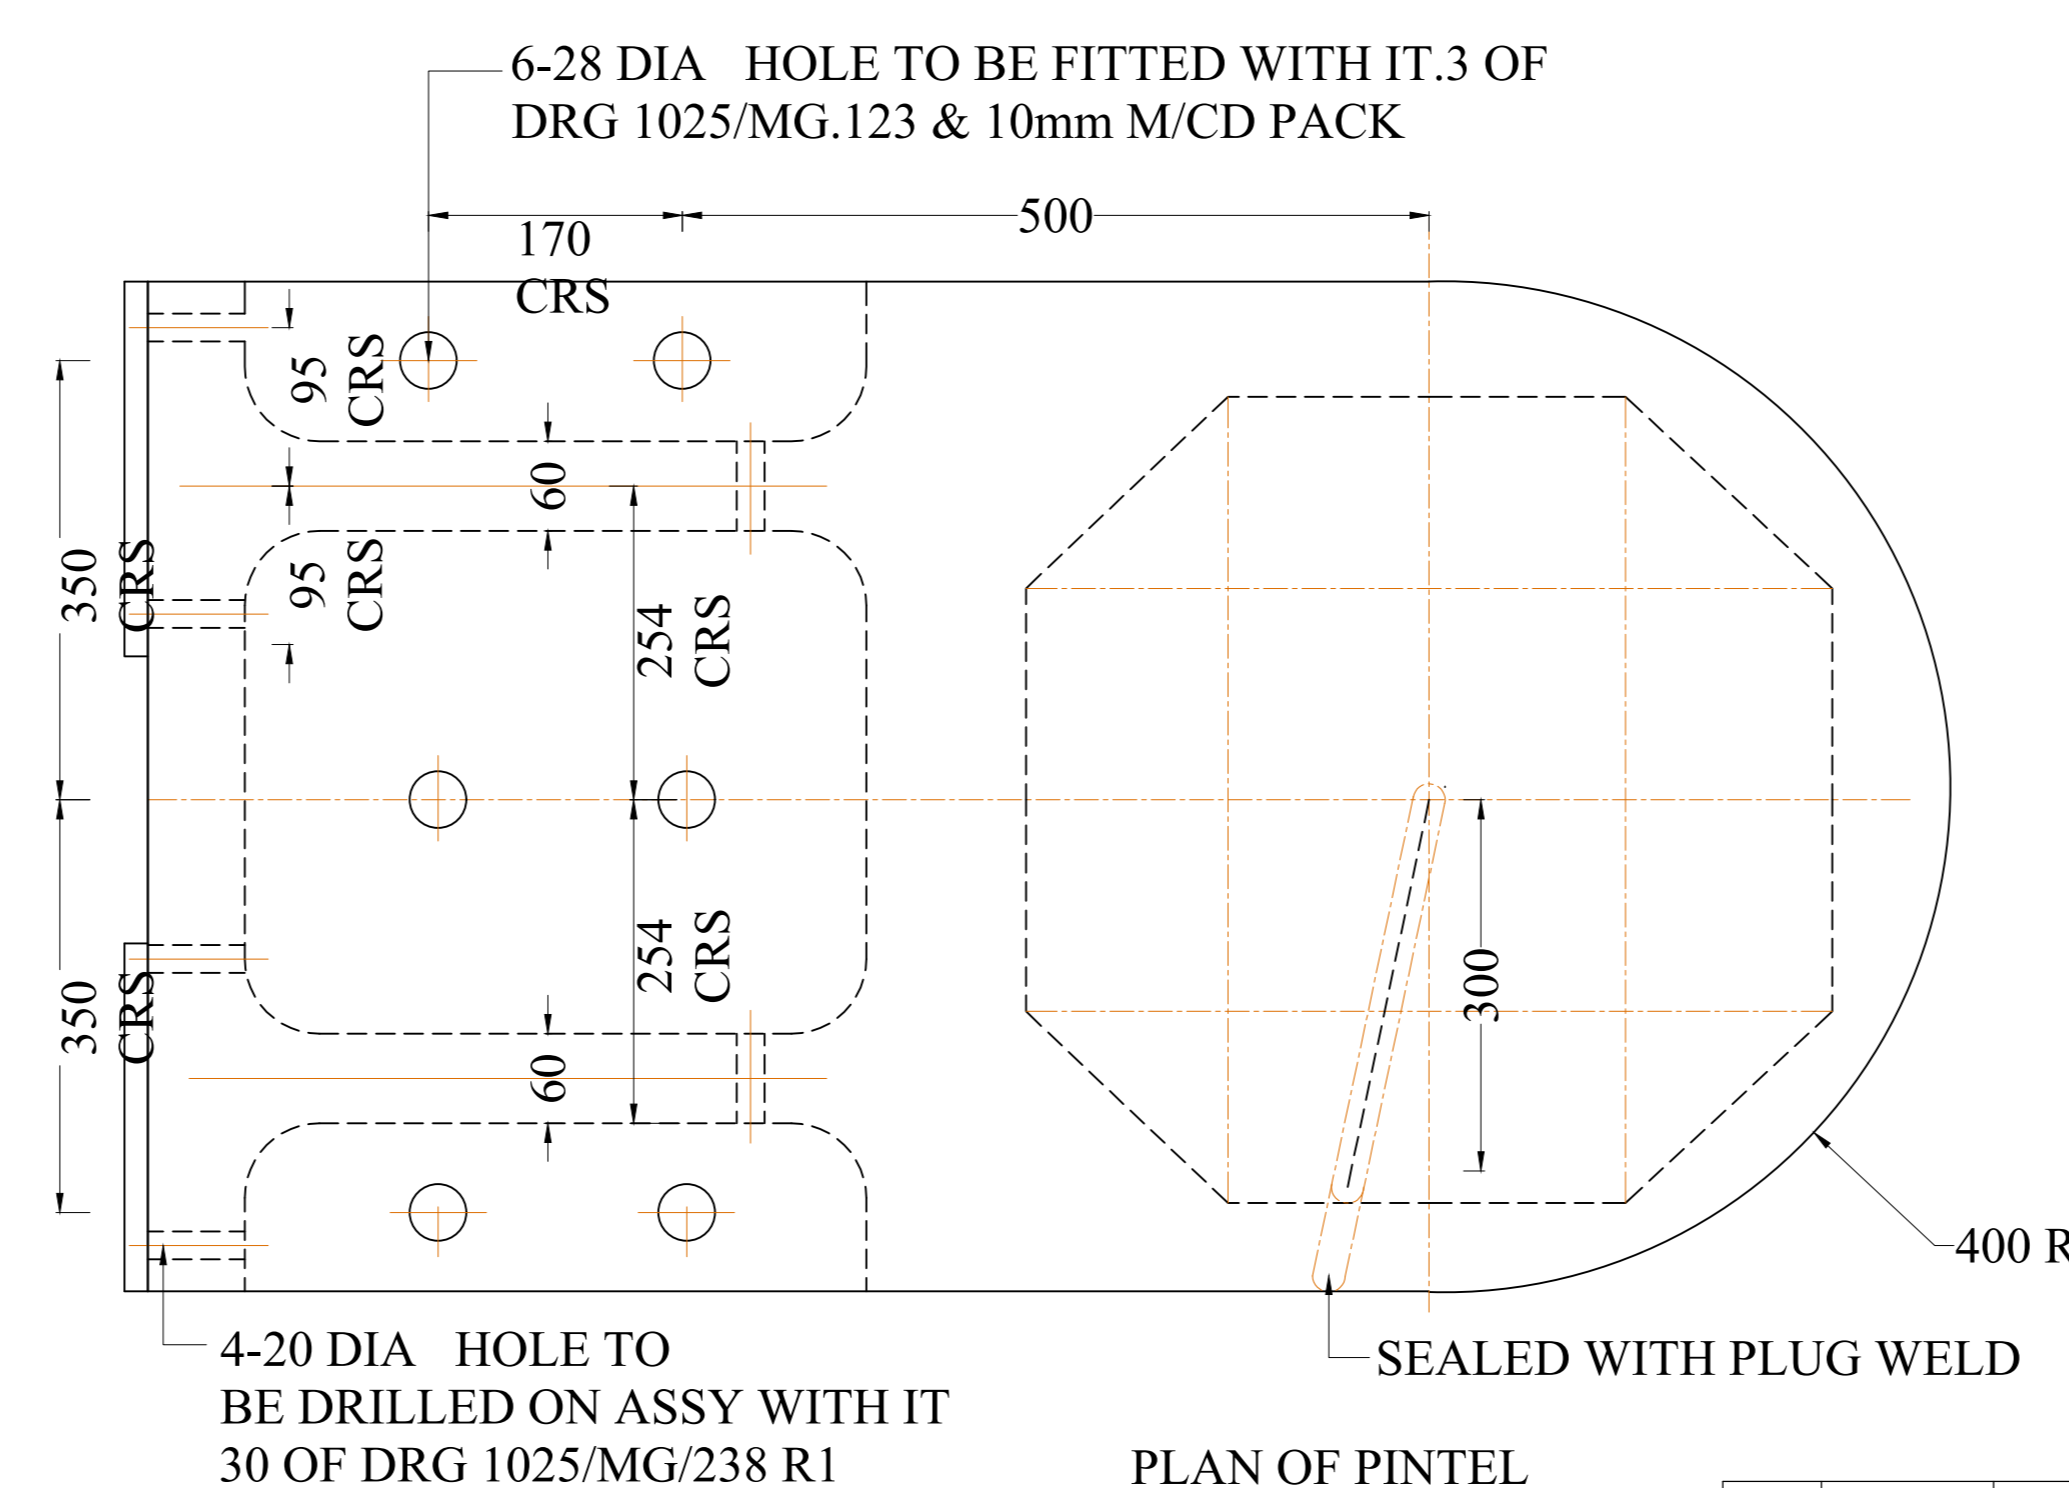 6-28 DIA HOLE TO BE FITTED WITH IT.3 OF
DRG 1025/MG.123 & 10mm M/CD PACK
500
170
CRS
95
CRS
60
350
CRS
95
CRS
254
CRS
254
CRS
300
350
CRS
60
400 R
4-20 DIA HOLE TO
BE DRILLED ON ASSY WITH IT
30 OF DRG 1025/MG/238 R1
SEALED WITH PLUG WELD
PLAN OF PINTEL